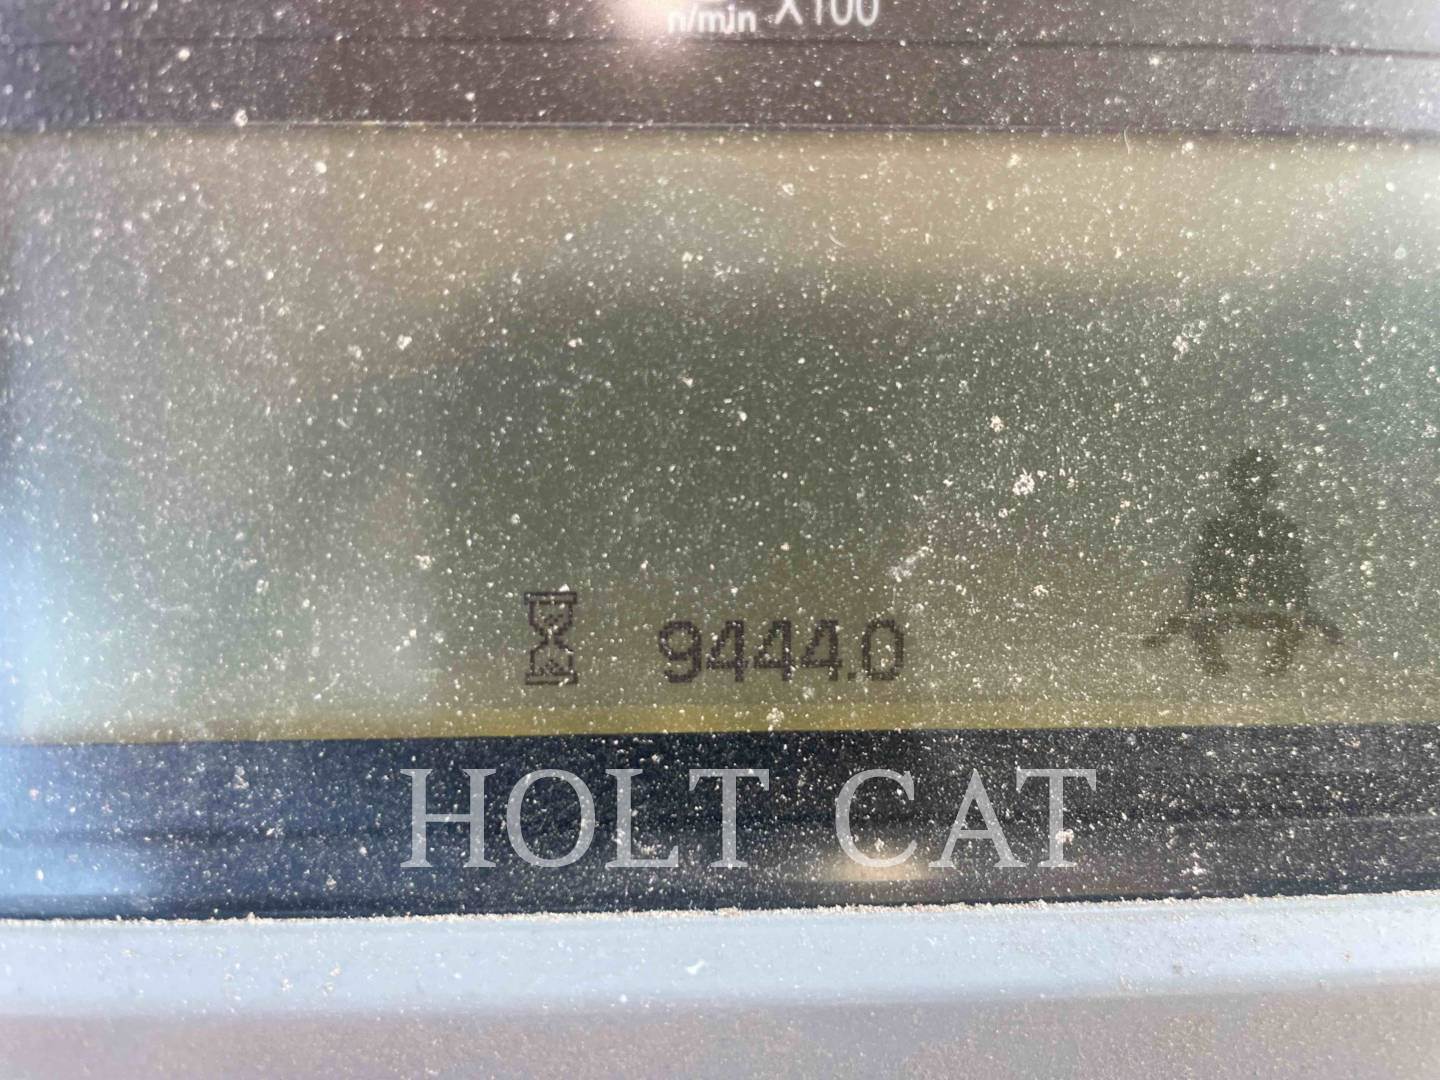 n/min X100
9444.0
HOLT CAT